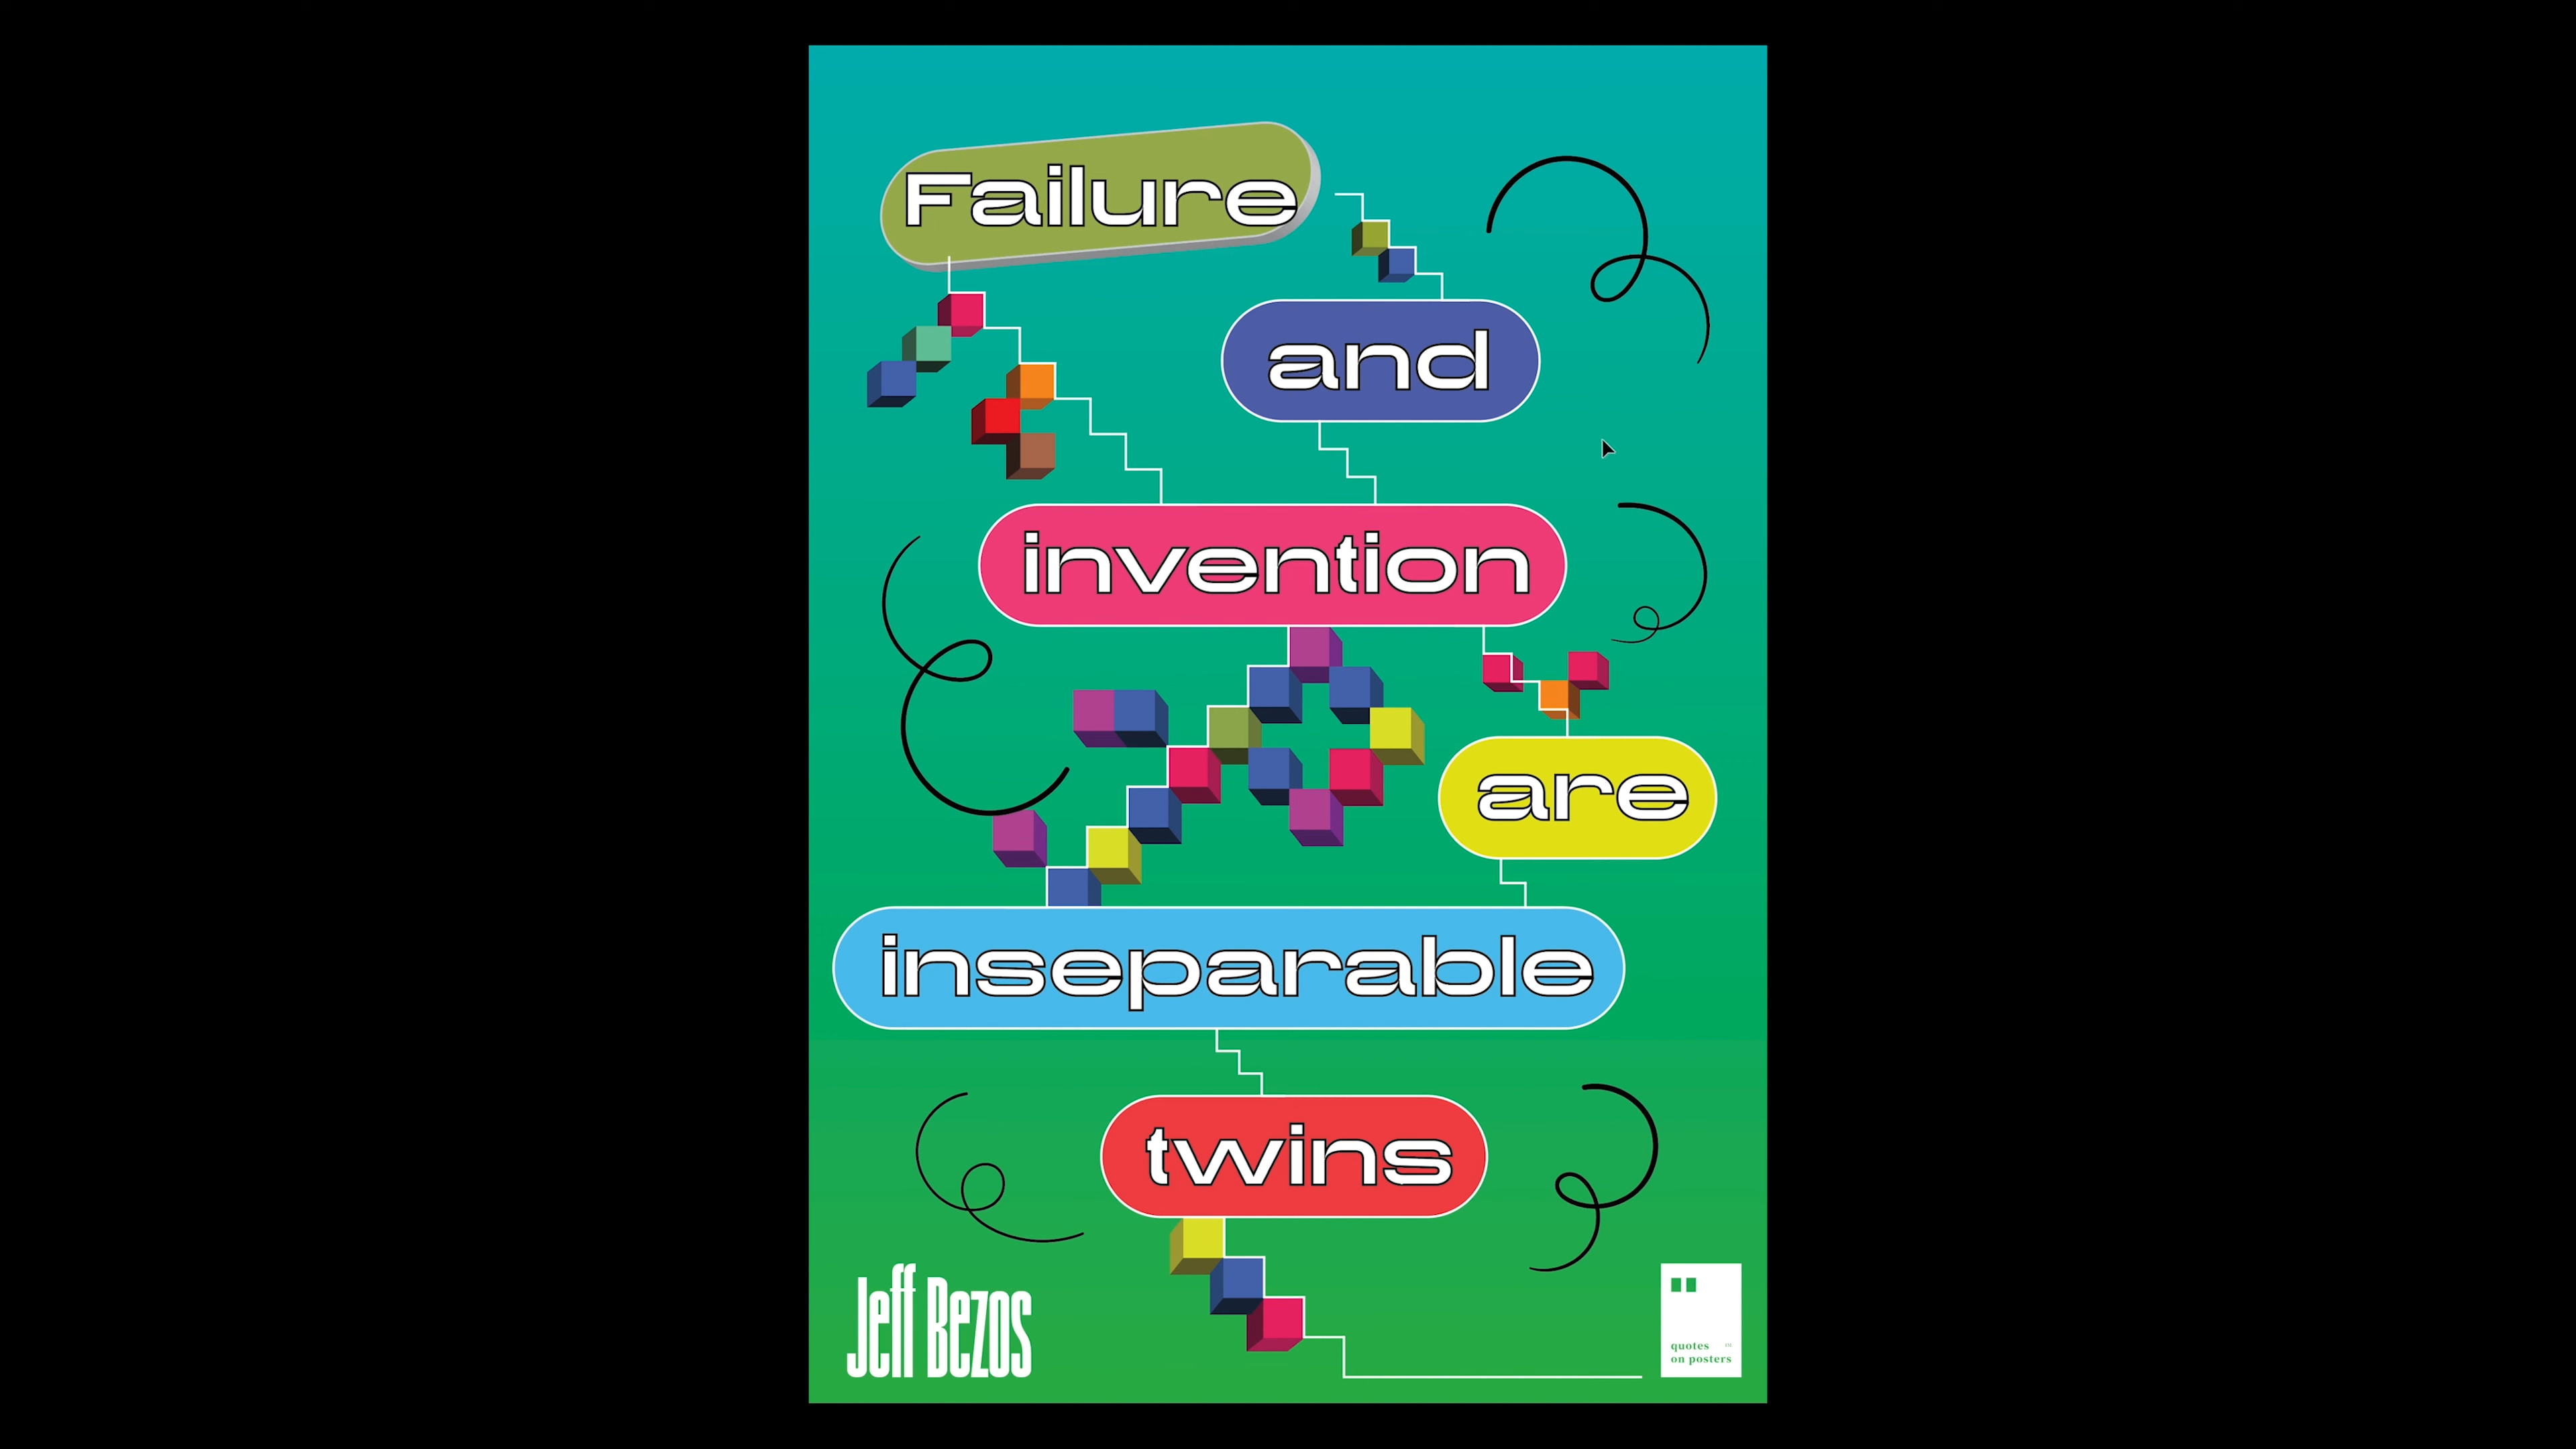 Failure
and
invention
are
inseparable
twins
Jeff Bezos
quotes
on posters